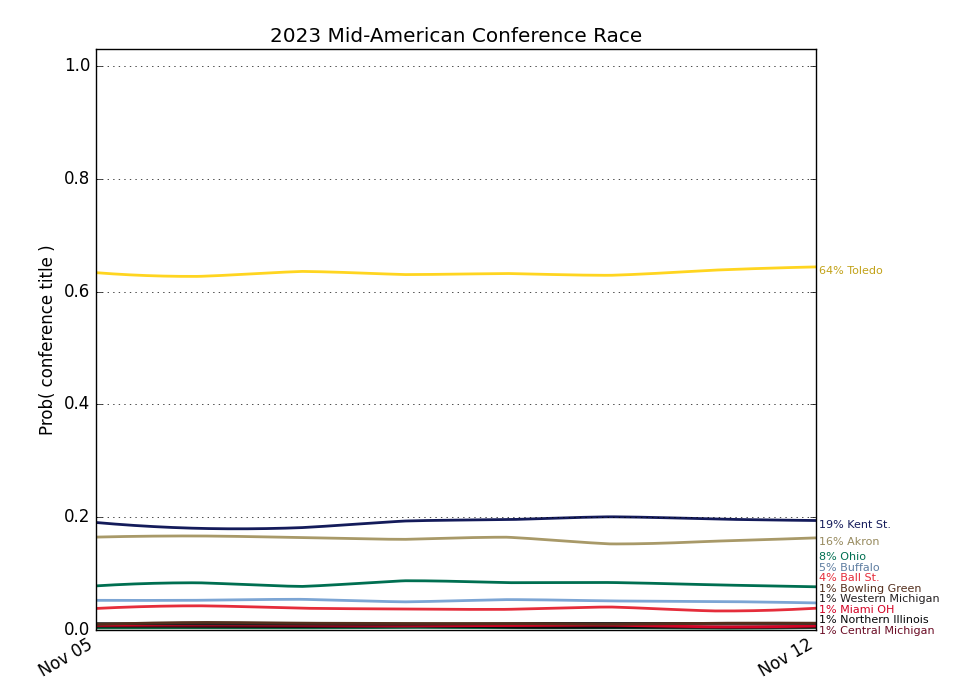 2023 Mid-American Conference Race
1.0
0.8
0.6
0.4
0.2
0.0
Prob( conference title )
Nov 05
Nov 12
64% Toledo
19% Kent St.
16% Akron
8% Ohio
5% Buffalo
4% Ball St.
1% Bowling Green
1% Western Michigan
1% Miami OH
1% Northern Illinois
1% Central Michigan